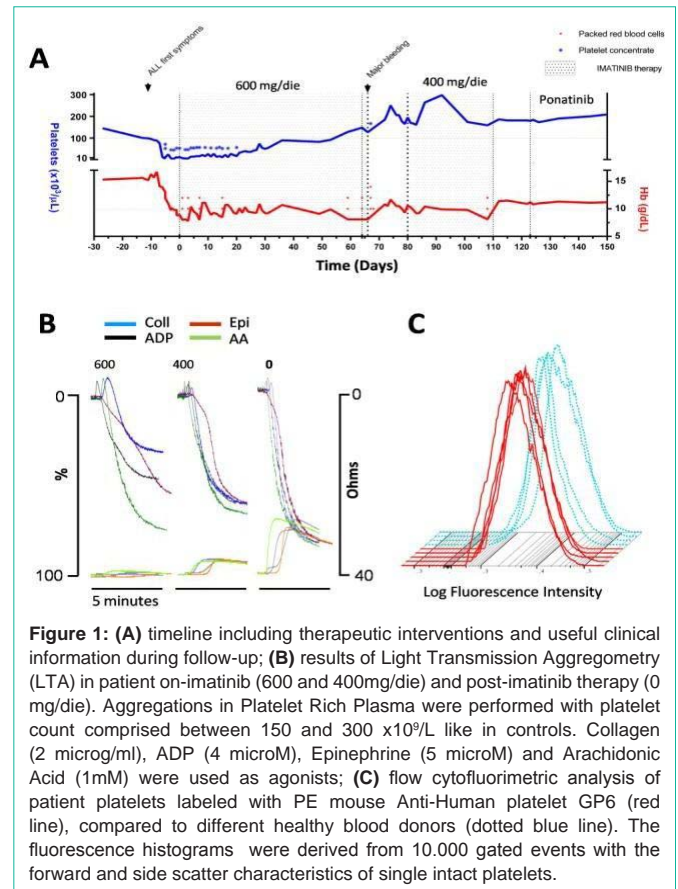 ALL first symptoms
Major bleeding
Packed red blood cells
Platelet concentrate
IMATINIB THERAPY
A
600 mg/die
400 mg/die
Ponatinib
Platelets (x10³/μL)
300
200
100
10
Hb (g/dL)
15
10
5
-30 -20 -10 0 10 20 30 40 50 60 70 80 90 100 110 120 130 140 150
Time (Days)
B
Coll Epi
ADP AA
600 400 0
0
%
100
0
Ohms
40
5 minutes
C
3 4 5
Log Fluorescence Intensity
Figure 1: (A) timeline including therapeutic interventions and useful clinical
information during follow-up; (B) results of Light Transmission Aggregometry
(LTA) in patient on-imatinib (600 and 400mg/die) and post-imatinib therapy (0
mg/die). Aggregations in Platelet Rich Plasma were performed with platelet
count comprised between 150 and 300 x10⁹/L like in controls. Collagen
(2 microg/ml), ADP (4 microM), Epinephrine (5 microM) and Arachidonic
Acid (1mM) were used as agonists; (C) flow cytofluorimetric analysis of
patient platelets labeled with PE mouse Anti-Human platelet GP6 (red
line), compared to different healthy blood donors (dotted blue line). The
fluorescence histograms were derived from 10.000 gated events with the
forward and side scatter characteristics of single intact platelets.